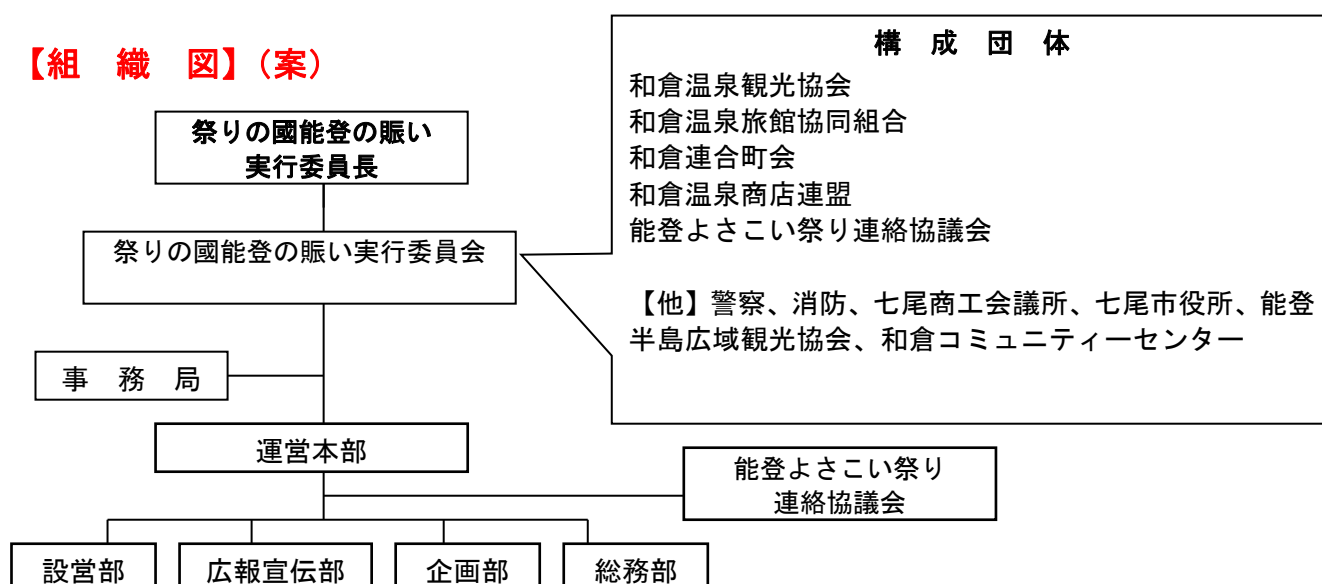 【組　織　図】（案）
祭りの國能登の賑い
実行委員長
祭りの國能登の賑い実行委員会
事　務　局
運営本部
能登よさこい祭り
連絡協議会
設営部
広報宣伝部
企画部
総務部
構　成　団　体
和倉温泉観光協会
和倉温泉旅館協同組合
和倉連合町会
和倉温泉商店連盟
能登よさこい祭り連絡協議会
【他】警察、消防、七尾商工会議所、七尾市役所、能登
半島広域観光協会、和倉コミュニティーセンター